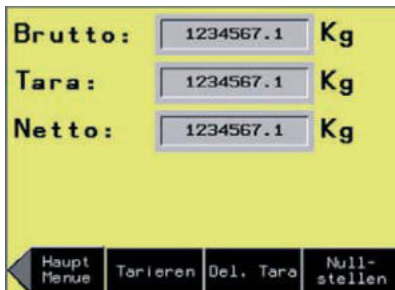 Brutto: 1234567.1 Kg
Tara: 1234567.1 Kg
Netto: 1234567.1 Kg
Haupt Menue
Tarieren
Del. Tara
Null-
stellen